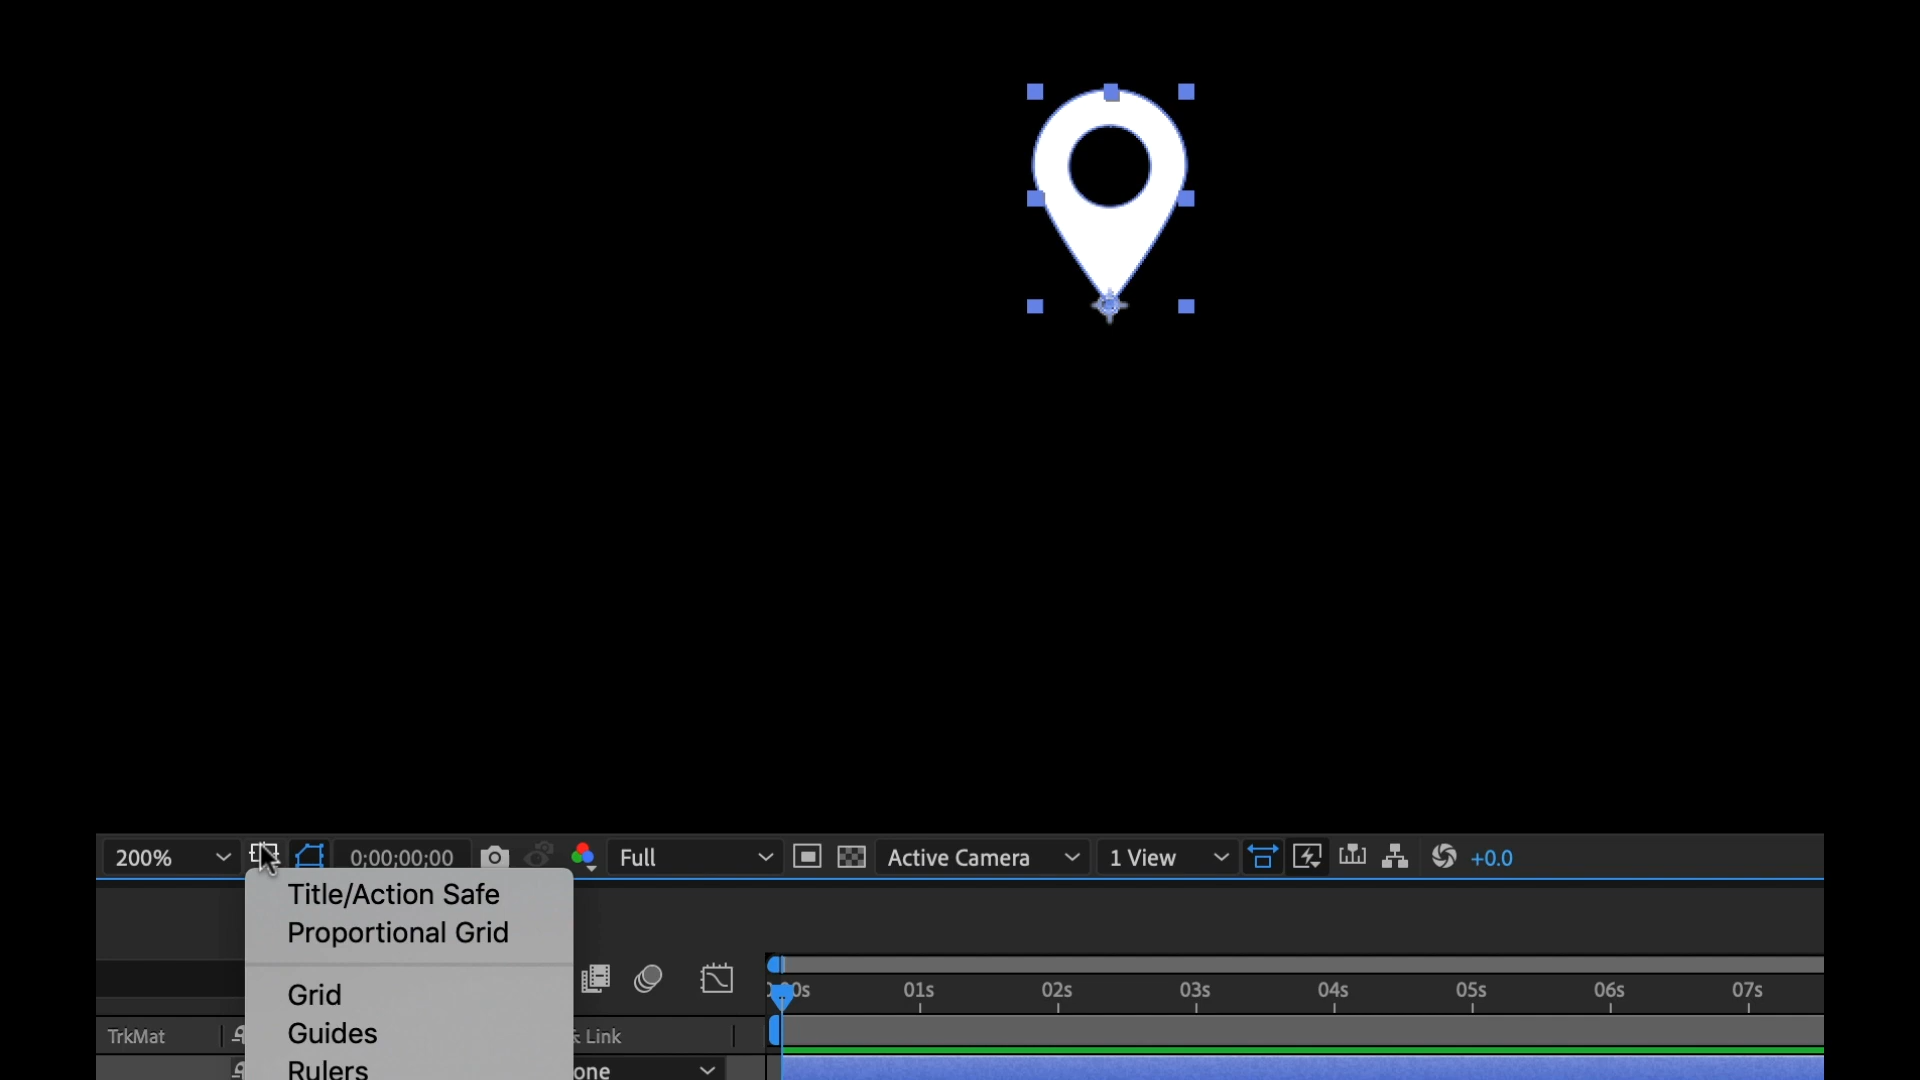 200%
0;00;00;00
Full
Active Camera
1 View
+0.0
Title/Action Safe
Proportional Grid
Grid
Guides
Rulers
01s
02s
03s
04s
05s
06s
07s
TrkMat
Link